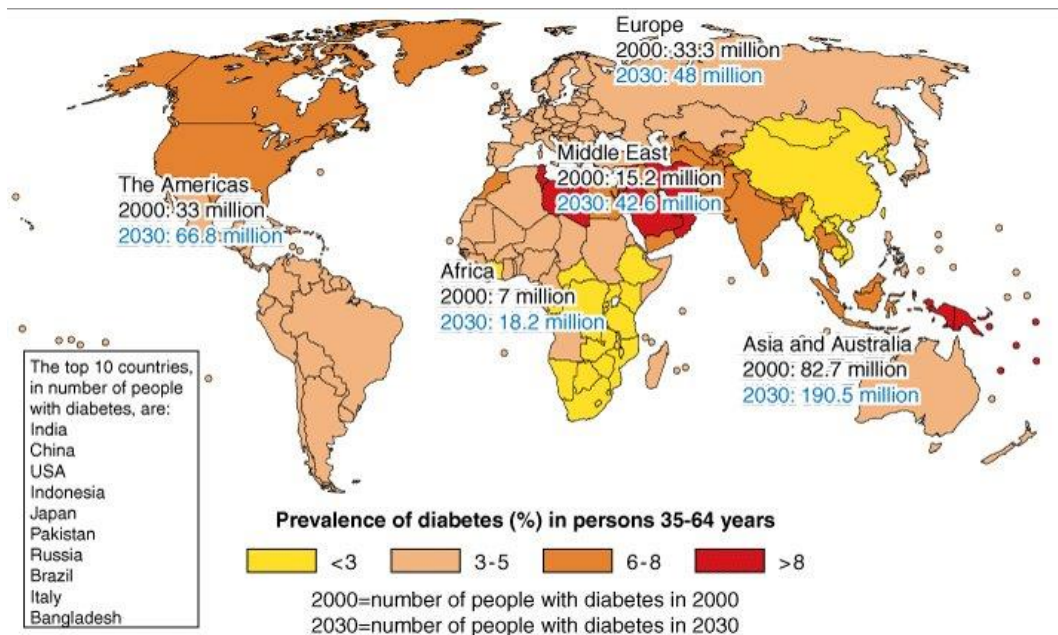 Europe
2000: 33.3 million
2030: 48 million
Middle East
2000: 15.2 million
2030: 42.6 million
The Americas
2000: 33 million
2030: 66.8 million
Africa
2000: 7 million
2030: 18.2 million
Asia and Australia
2000: 82.7 million
2030: 190.5 million
The top 10 countries,
in number of people
with diabetes, are:
India
China
USA
Indonesia
Japan
Pakistan
Russia
Brazil
Italy
Bangladesh
Prevalence of diabetes (%) in persons 35-64 years
<3 3-5 6-8 >8
2000=number of people with diabetes in 2000
2030=number of people with diabetes in 2030